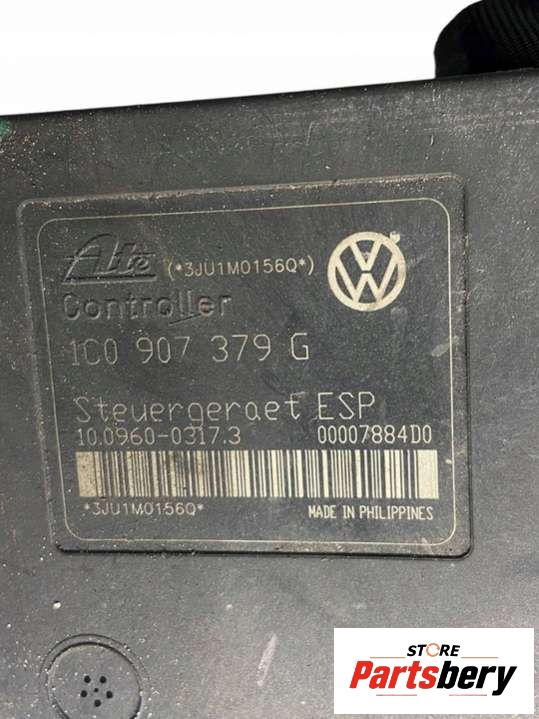 Ate (*3JU1M0156Q*)
Controller
1C0 907 379 G
Steuergeraet ESP
10.0960-0317.3 00007884D0
*3JU1M0156Q* MADE IN PHILIPPINES
STORE
Partsbery